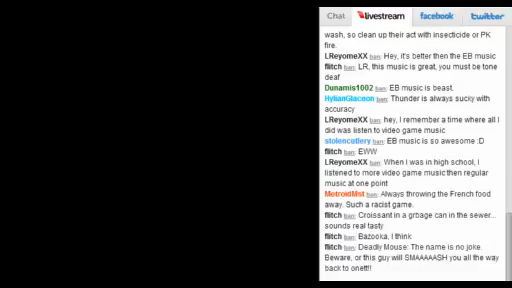 Chat livestream facebook twitter
wash, so clean up their act with insecticide or PK
fire.
LReyomeXX ban: Hey, it's better then the EB music
flitch ban: LR, this music is great, you must be tone
deaf
Dunamis1002 ban: EB music is beast.
HylianGlaceon ban: Thunder is always sucky with
accuracy
LReyomeXX ban: hey, I remember a time where all I
did was listen to video game music
stolencutlery ban: EB music is so awesome :D
flitch ban: EWW
LReyomeXX ban: When I was in high school, I
listened to more video game music then regular
music at one point
MetroidMst ban: Always throwing the French food
away. Such a racist game.
flitch ban: Croissant in a grbage can in the sewer...
sounds real tasty
flitch ban: Bazooka, I think
flitch ban: Deadly Mouse: The name is no joke.
Beware, or this guy will SMAAAAASH you all the way
back to onett!!